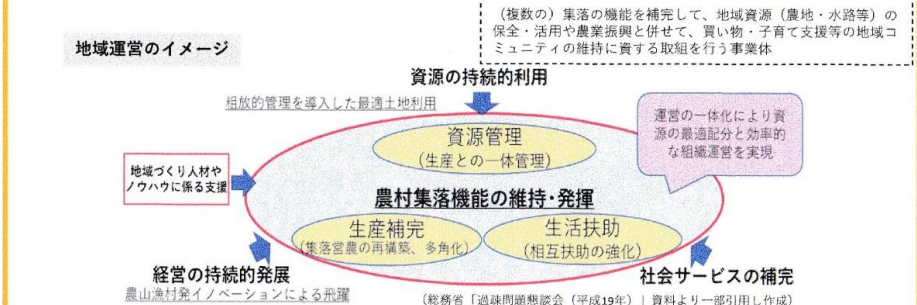 (複数の)集落の機能を補完して、地域資源(農地・水路等)の
保全・活用や農業振興と併せて、買い物・子育て支援等の地域コ
ミュニティの維持に資する取組を行う事業体
地域運営のイメージ
資源の持続的利用
粗放的管理を導入した最適土地利用
運営の一体化により資
源の最適配分と効率的
な組織運営を実現
資源管理
(生産との一体管理)
地域づくり人材や
ノウハウに係る支援
農村集落機能の維持・発揮
生産補完
(集落営農の再構築、多角化)
生活扶助
(相互扶助の強化)
経営の持続的発展
農山漁村発イノベーションによる飛躍
社会サービスの補完
(総務省「過疎問題懇談会(平成19年)」資料より一部引用し作成)